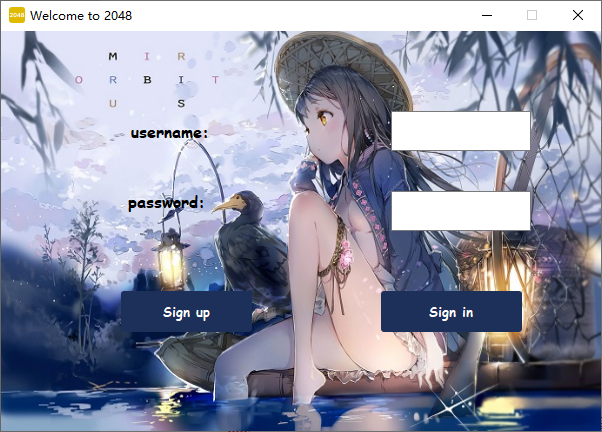 2048 Welcome to 2048
M I R
O R B I T
R U S
username:
password:
Sign up Sign in